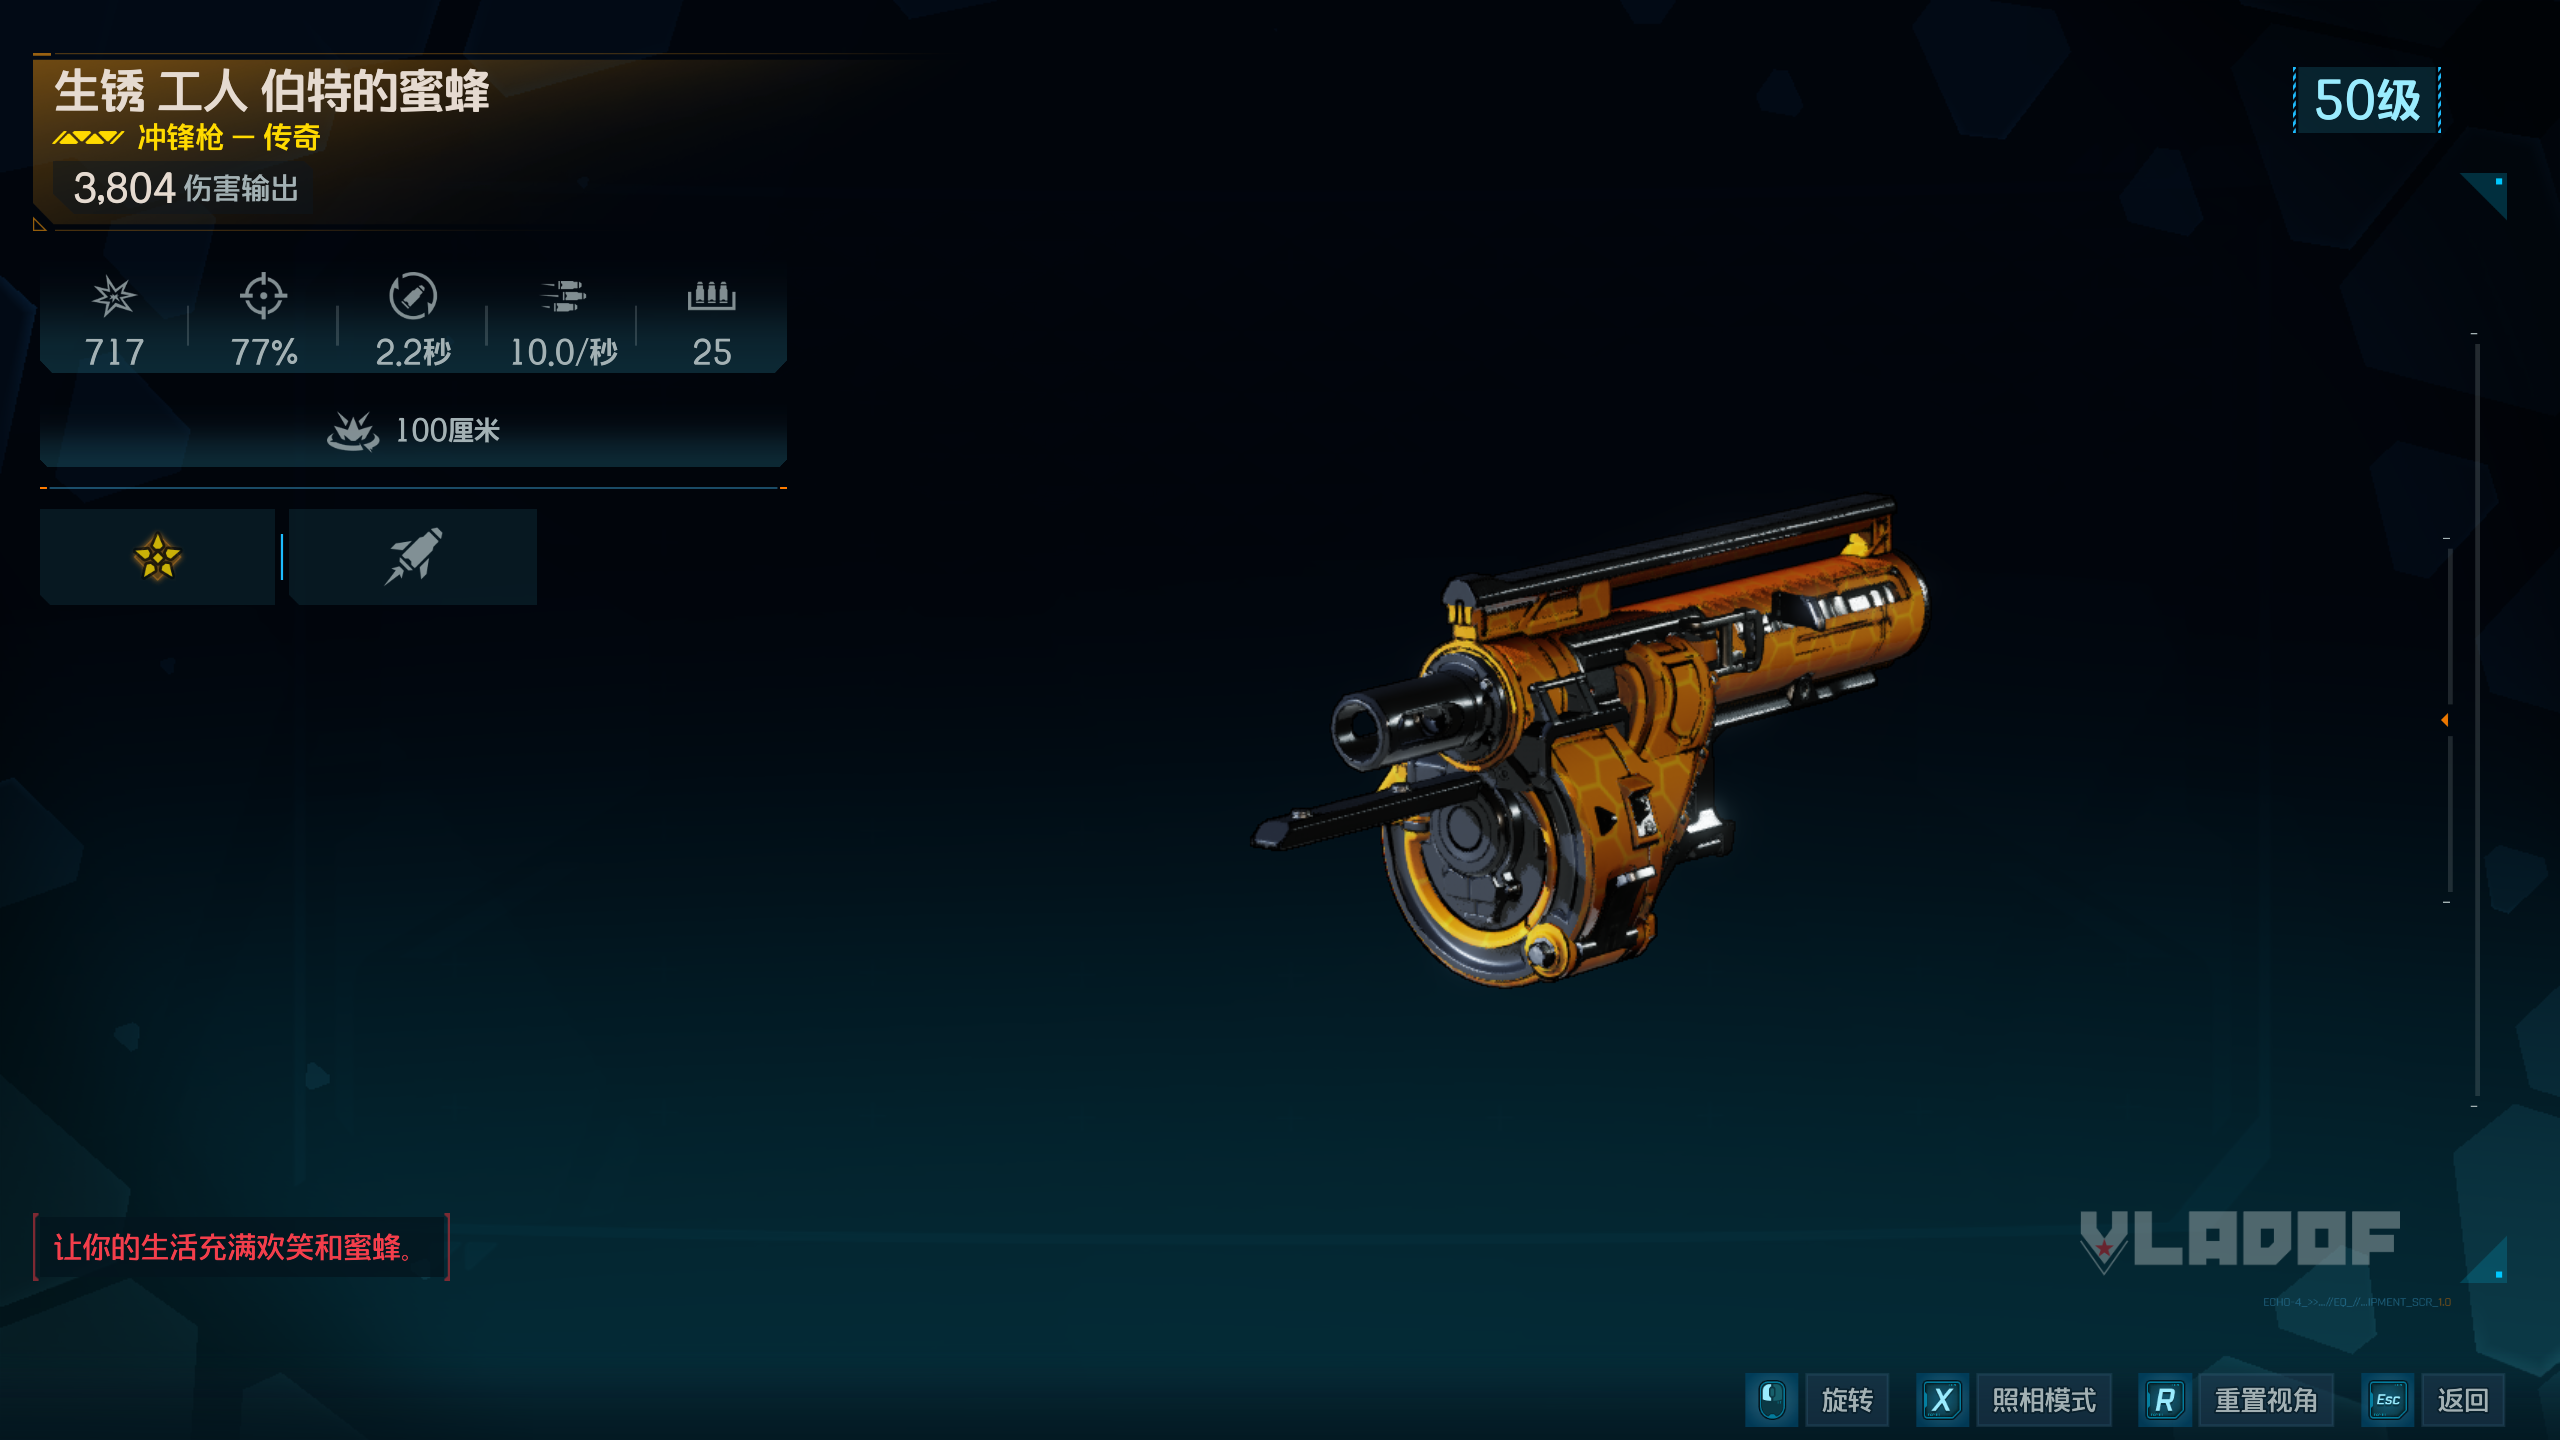 生锈 工人 伯特的蜜蜂
冲锋枪 — 传奇
3,804 伤害输出
50级
717
77%
2.2秒
10.0/秒
25
100厘米
让你的生活充满欢笑和蜜蜂。
VLADOF
旋转
X 照相模式
R 重置视角
Esc 返回